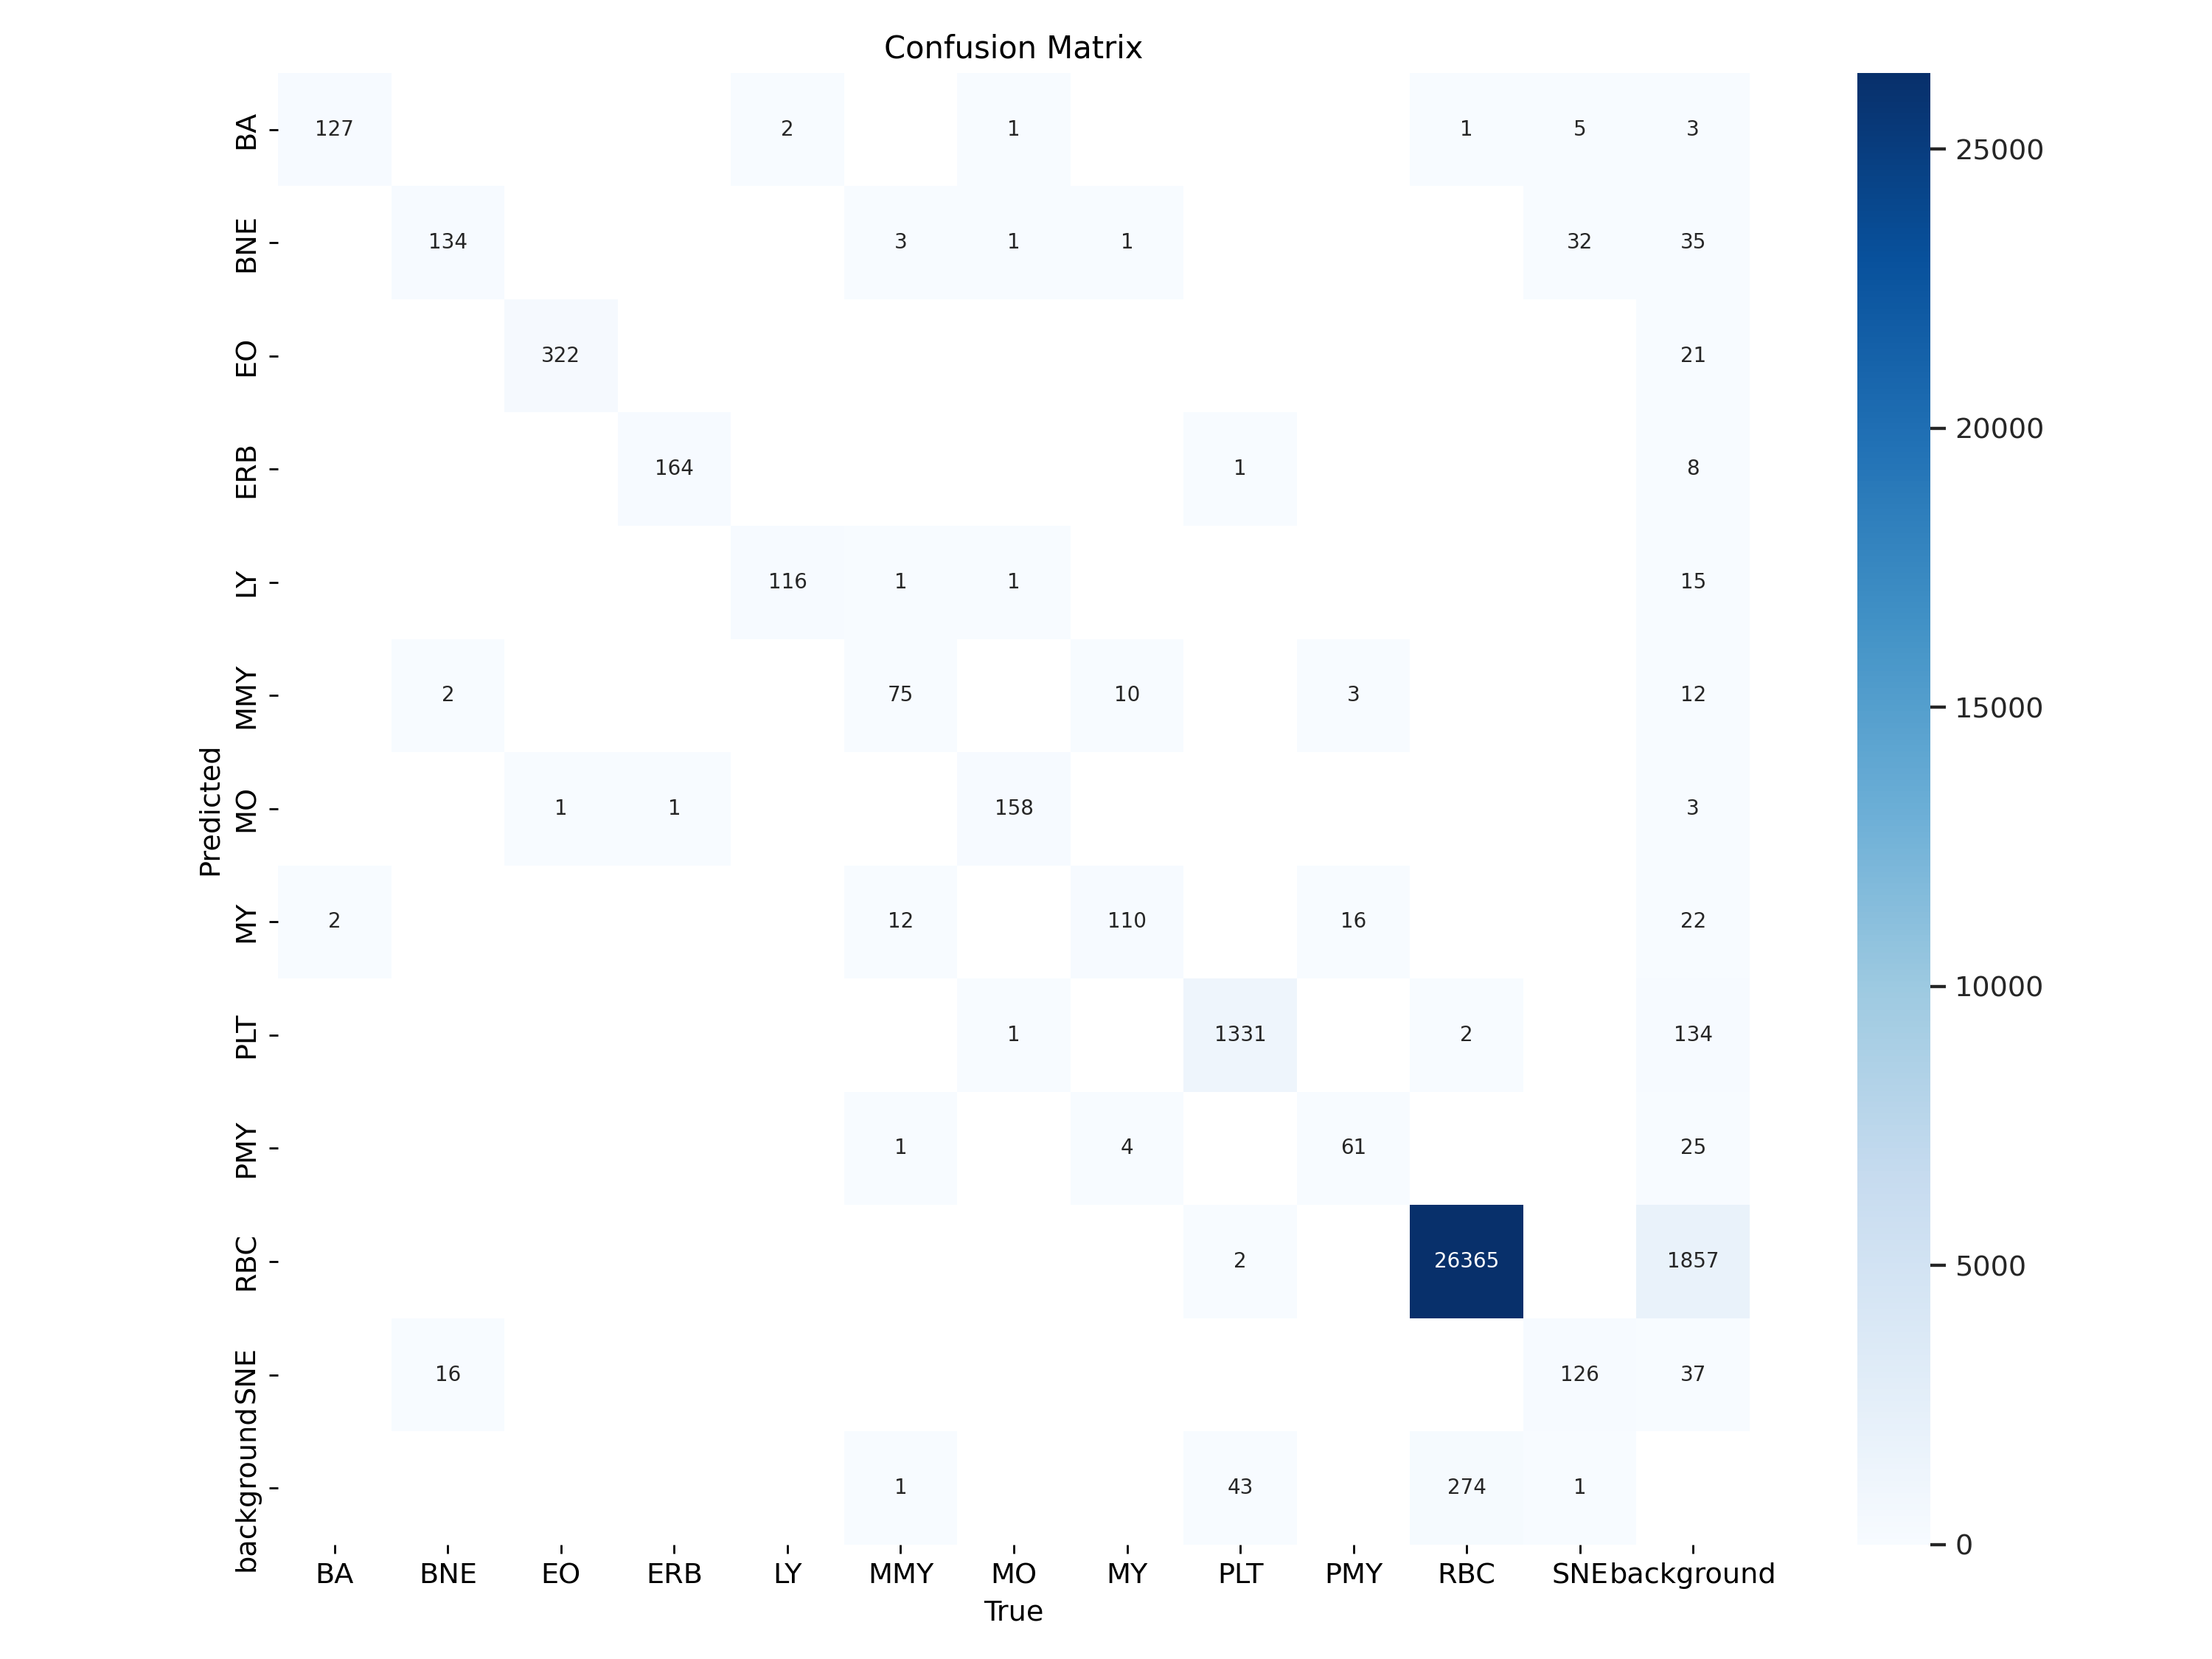 Confusion Matrix
BA 127 2 1 1 5 3
BNE 134 3 1 1 32 35
EO 322 21
ERB 164 1 8
LY 116 1 1 15
MMY 2 75 10 3 12
MO 1 1 158 3
MY 2 12 110 16 22
PLT 1 1331 2 134
PMY 1 4 61 25
RBC 2 26365 1857
SNE 16 126 37
background 1 43 274 1
BA BNE EO ERB LY MMY MO MY PLT PMY RBC SNE background
True
Predicted
25000
20000
15000
10000
5000
0